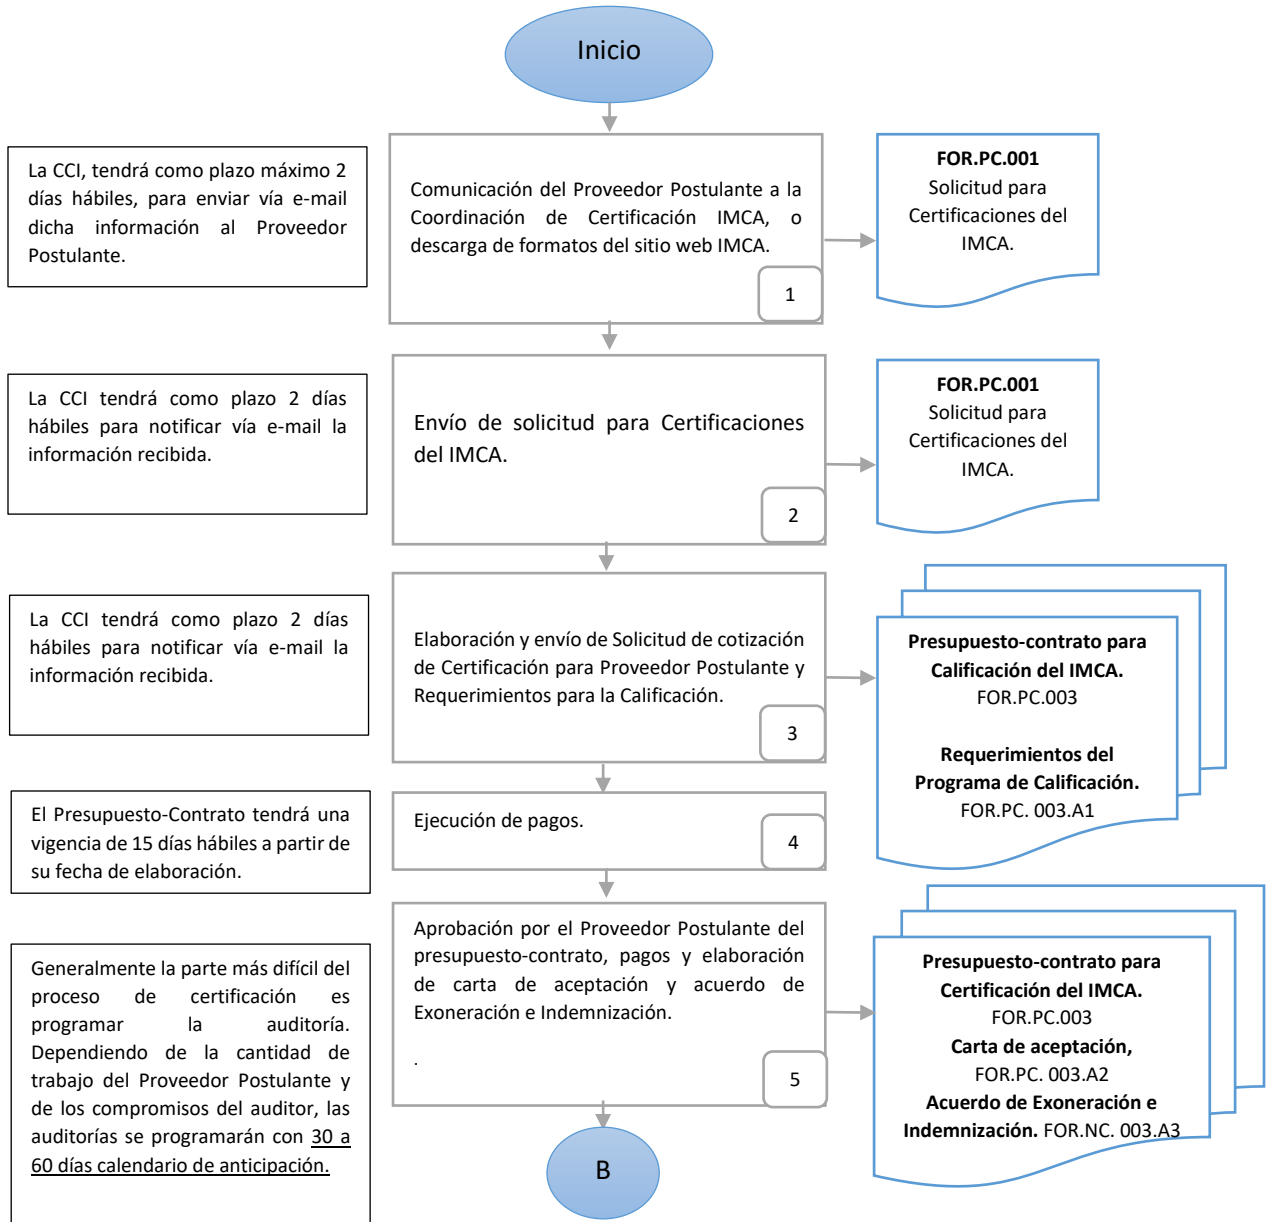 Inicio
La CCI, tendrá como plazo máximo 2
días hábiles, para enviar vía e-mail
dicha información al Proveedor
Postulante.
Comunicación del Proveedor Postulante a la
Coordinación de Certificación IMCA, o
descarga de formatos del sitio web IMCA.
1
FOR.PC.001
Solicitud para
Certificaciones del
IMCA.
La CCI tendrá como plazo 2 días
hábiles para notificar vía e-mail la
información recibida.
Envío de solicitud para Certificaciones
del IMCA.
2
FOR.PC.001
Solicitud para
Certificaciones del
IMCA.
La CCI tendrá como plazo 2 días
hábiles para notificar vía e-mail la
información recibida.
Elaboración y envío de Solicitud de cotización
de Certificación para Proveedor Postulante y
Requerimientos para la Calificación.
3
Presupuesto-contrato para
Calificación del IMCA.
FOR.PC.003
Requerimientos del
Programa de Calificación.
FOR.PC. 003.A1
El Presupuesto-Contrato tendrá una
vigencia de 15 días hábiles a partir de
su fecha de elaboración.
Ejecución de pagos.
4
Generalmente la parte más difícil del
proceso de certificación es
programar la auditoría.
Dependiendo de la cantidad de
trabajo del Proveedor Postulante y
de los compromisos del auditor, las
auditorías se programarán con 30 a
60 días calendario de anticipación.
Aprobación por el Proveedor Postulante del
presupuesto-contrato, pagos y elaboración
de carta de aceptación y acuerdo de
Exoneración e Indemnización.
.
5
Presupuesto-contrato para
Certificación del IMCA.
FOR.PC.003
Carta de aceptación,
FOR.PC. 003.A2
Acuerdo de Exoneración e
Indemnización. FOR.NC. 003.A3
B